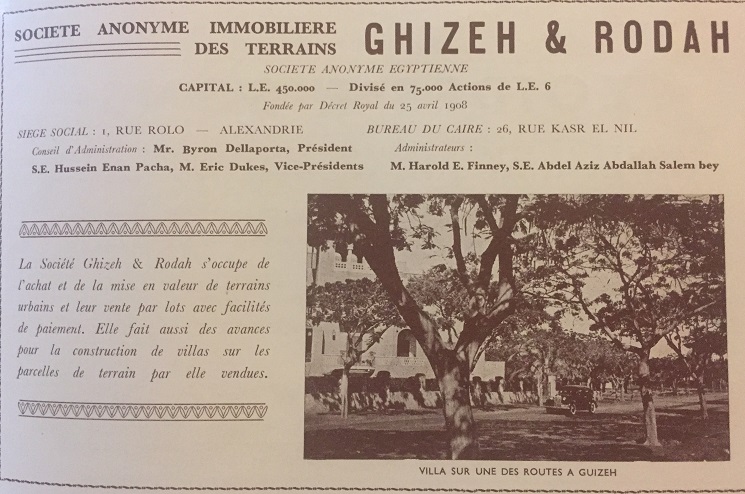 SOCIETE ANONYME IMMOBILIERE
DES TERRAINS
GHIZEH & RODAH
SOCIETE ANONYME EGYPTIENNE
CAPITAL : L.E. 450.000 — Divisé en 75.000 Actions de L.E. 6
Fondée par Décret Royal du 25 avril 1908
SIEGE SOCIAL : 1, RUE ROLO — ALEXANDRIE
BUREAU DU CAIRE : 26, RUE KASR EL NIL
Conseil d'Administration : Mr. Byron Dellaporta, Président
Administrateurs :
S.E. Hussein Enan Pacha, M. Eric Dukes, Vice-Présidents
M. Harold E. Finney, S.E. Abdel Aziz Abdallah Salem bey
La Société Ghizeh & Rodah s'occupe de
l'achat et de la mise en valeur de terrains
urbains et leur vente par lots avec facilités
de paiement. Elle fait aussi des avances
pour la construction de villas sur les
parcelles de terrain par elle vendues.
VILLA SUR UNE DES ROUTES A GUIZEH